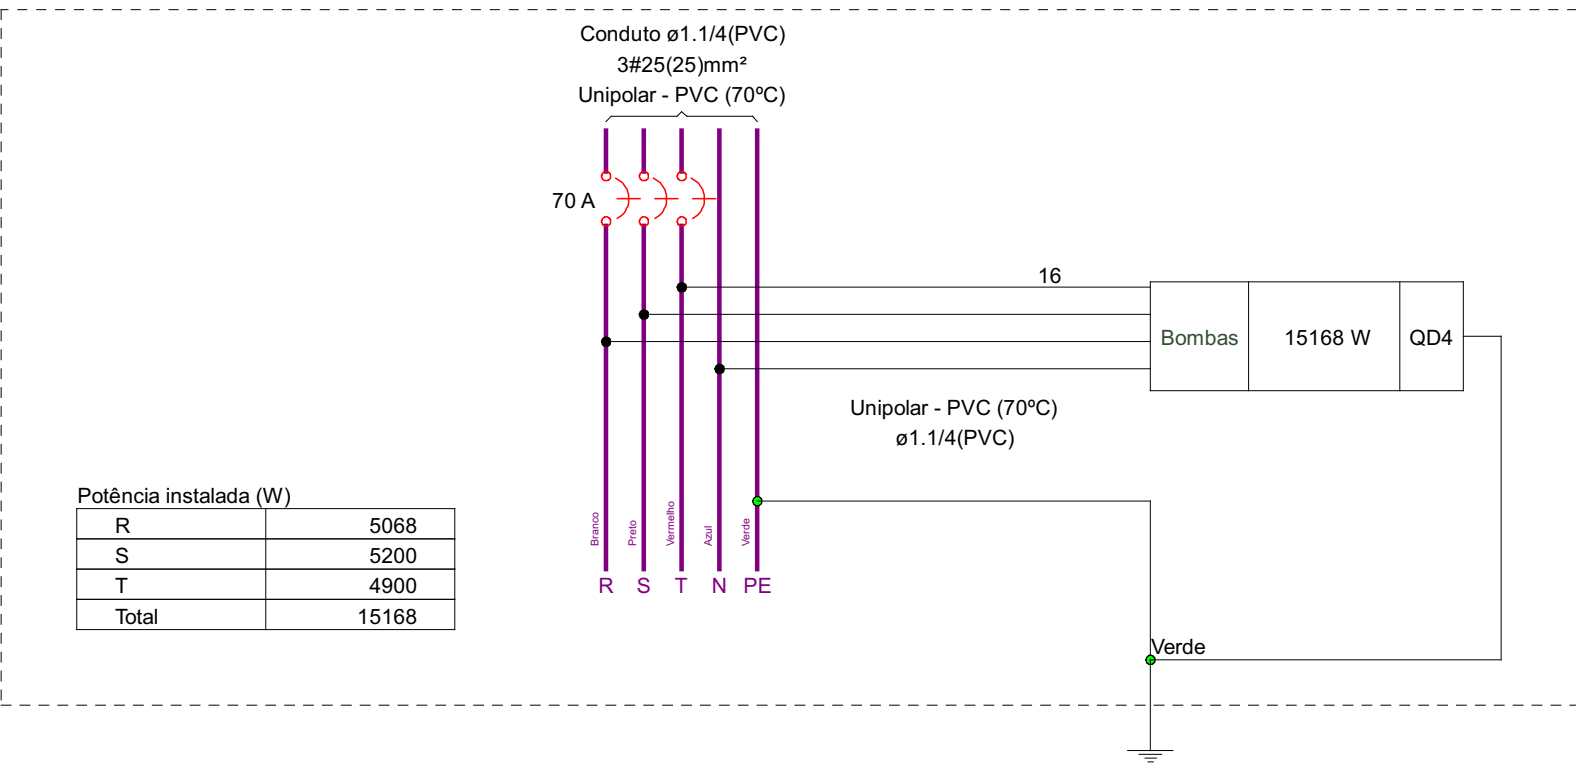 Conduto ø1.1/4(PVC)
3#25(25)mm²
Unipolar - PVC (70ºC)
70 A
16
Bombas 15168 W QD4
Unipolar - PVC (70ºC)
ø1.1/4(PVC)
Potência instalada (W)
R 5068
S 5200
T 4900
Total 15168
Branco Preto Vermelho Azul Verde
R S T N PE
Verde